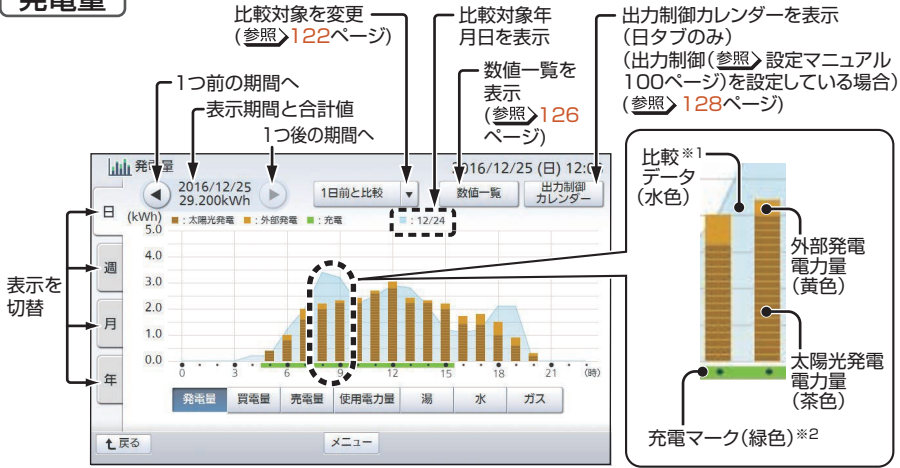 発電量
比較対象を変更
(参照 122ページ)
比較対象年
月日を表示
出力制御カレンダーを表示
(日タブのみ)
(出力制御(参照 設定マニュアル
100ページ)を設定している場合)
(参照 128ページ)
1つ前の期間へ
表示期間と合計値
1つ後の期間へ
数値一覧を
表示
(参照 126
ページ)
表示を
切替
発電量
2016/12/25 (日) 12:0
2016/12/25
29.200kWh
1日前と比較
数値一覧
出力制御
カレンダー
日
週
月
年
(kWh)
:太陽光発電 :外部発電 :充電
:12/24
5.0
4.0
3.0
2.0
1.0
0.0
0 3 6 9 12 15 18 21 (時)
発電量 買電量 売電量 使用電力量 湯 水 ガス
戻る
メニュー
比較※1
データ
(水色)
外部発電
電力量
(黄色)
太陽光発電
電力量
(茶色)
充電マーク(緑色)※2